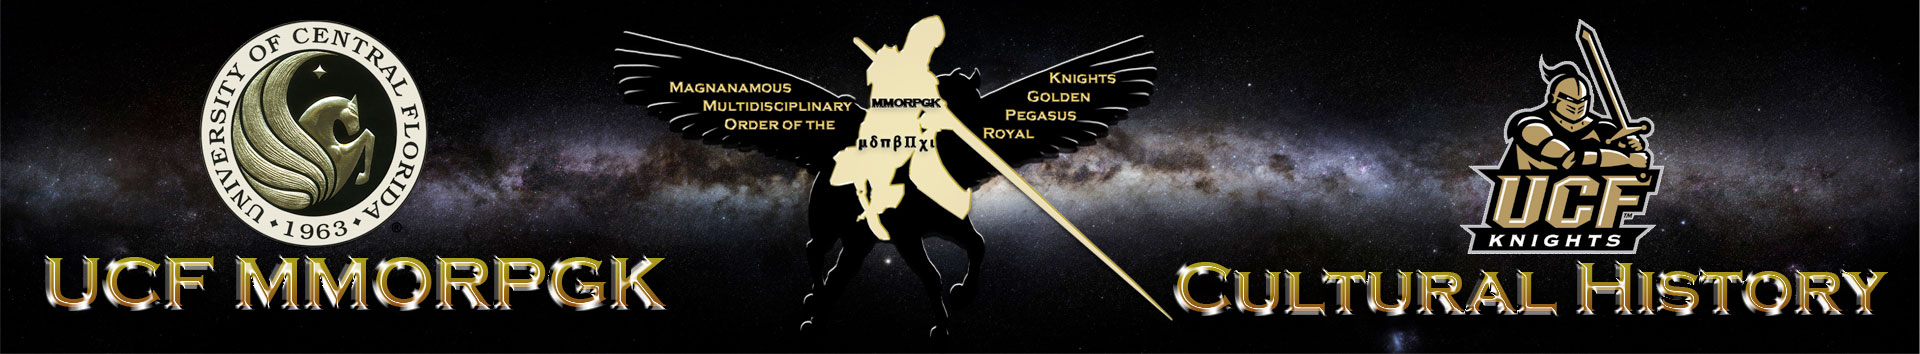 UNIVERSITY OF CENTRAL FLORIDA
· 1963 ·
®
UCF MMORPGK
MAGNANAMOUS
MULTIDISCIPLINARY
ORDER OF THE
MMORPGK
μδπβΠχι
KNIGHTS
GOLDEN
PEGASUS
ROYAL
UCF™
KNIGHTS
CULTURAL HISTORY